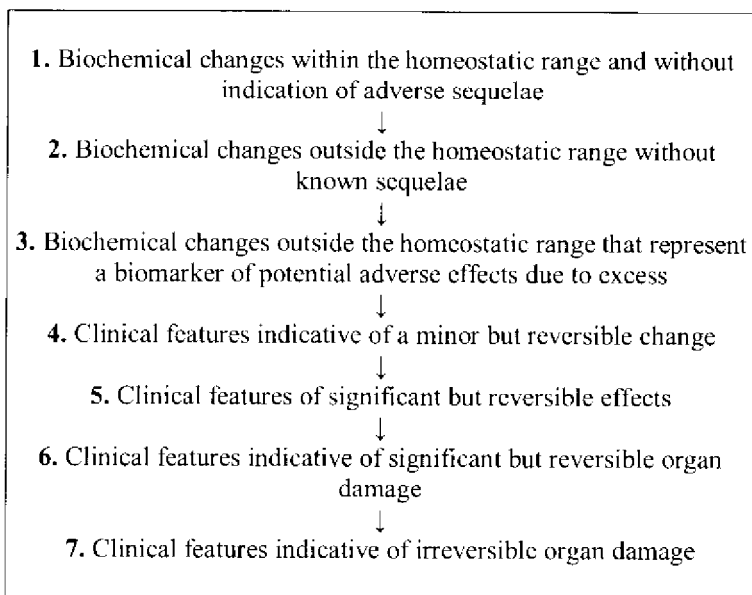 1. Biochemical changes within the homeostatic range and without
indication of adverse sequelae
↓
2. Biochemical changes outside the homeostatic range without
known sequelae
↓
3. Biochemical changes outside the homeostatic range that represent
a biomarker of potential adverse effects due to excess
↓
4. Clinical features indicative of a minor but reversible change
↓
5. Clinical features of significant but reversible effects
↓
6. Clinical features indicative of significant but reversible organ
damage
↓
7. Clinical features indicative of irreversible organ damage